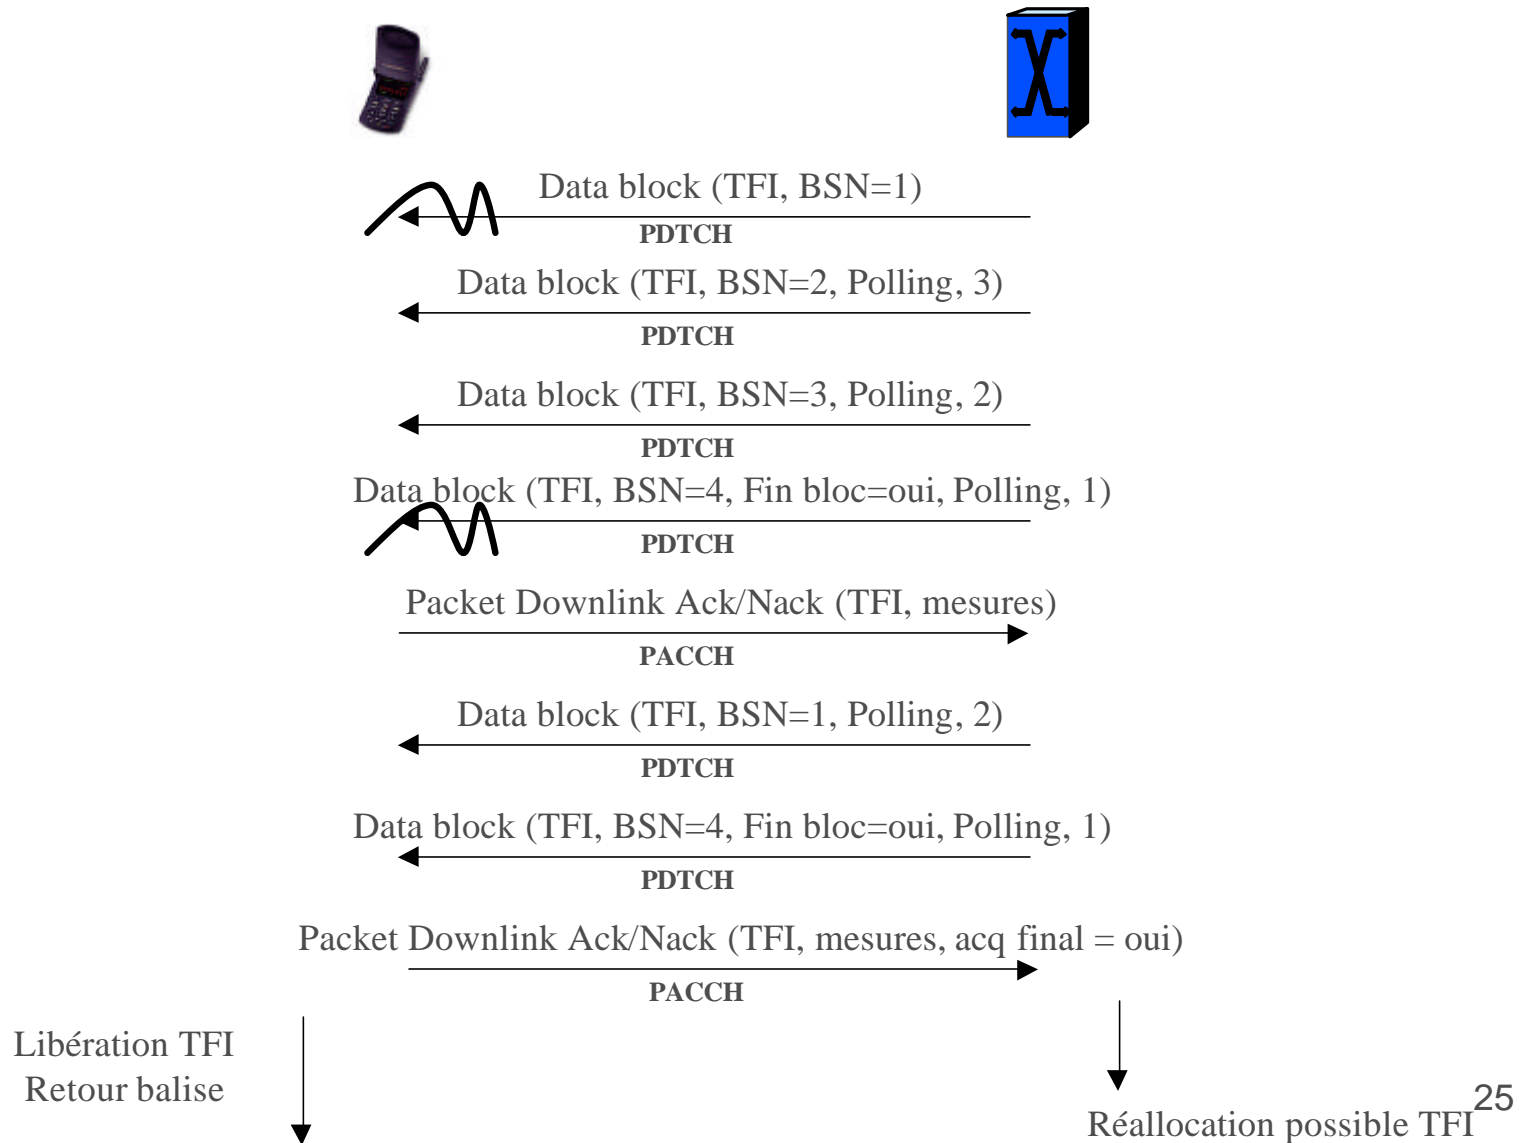 Data block (TFI, BSN=1)
PDTCH
Data block (TFI, BSN=2, Polling, 3)
PDTCH
Data block (TFI, BSN=3, Polling, 2)
PDTCH
Data block (TFI, BSN=4, Fin bloc=oui, Polling, 1)
PDTCH
Packet Downlink Ack/Nack (TFI, mesures)
PACCH
Data block (TFI, BSN=1, Polling, 2)
PDTCH
Data block (TFI, BSN=4, Fin bloc=oui, Polling, 1)
PDTCH
Packet Downlink Ack/Nack (TFI, mesures, acq final = oui)
PACCH
Libération TFI
Retour balise
Réallocation possible TFI
25